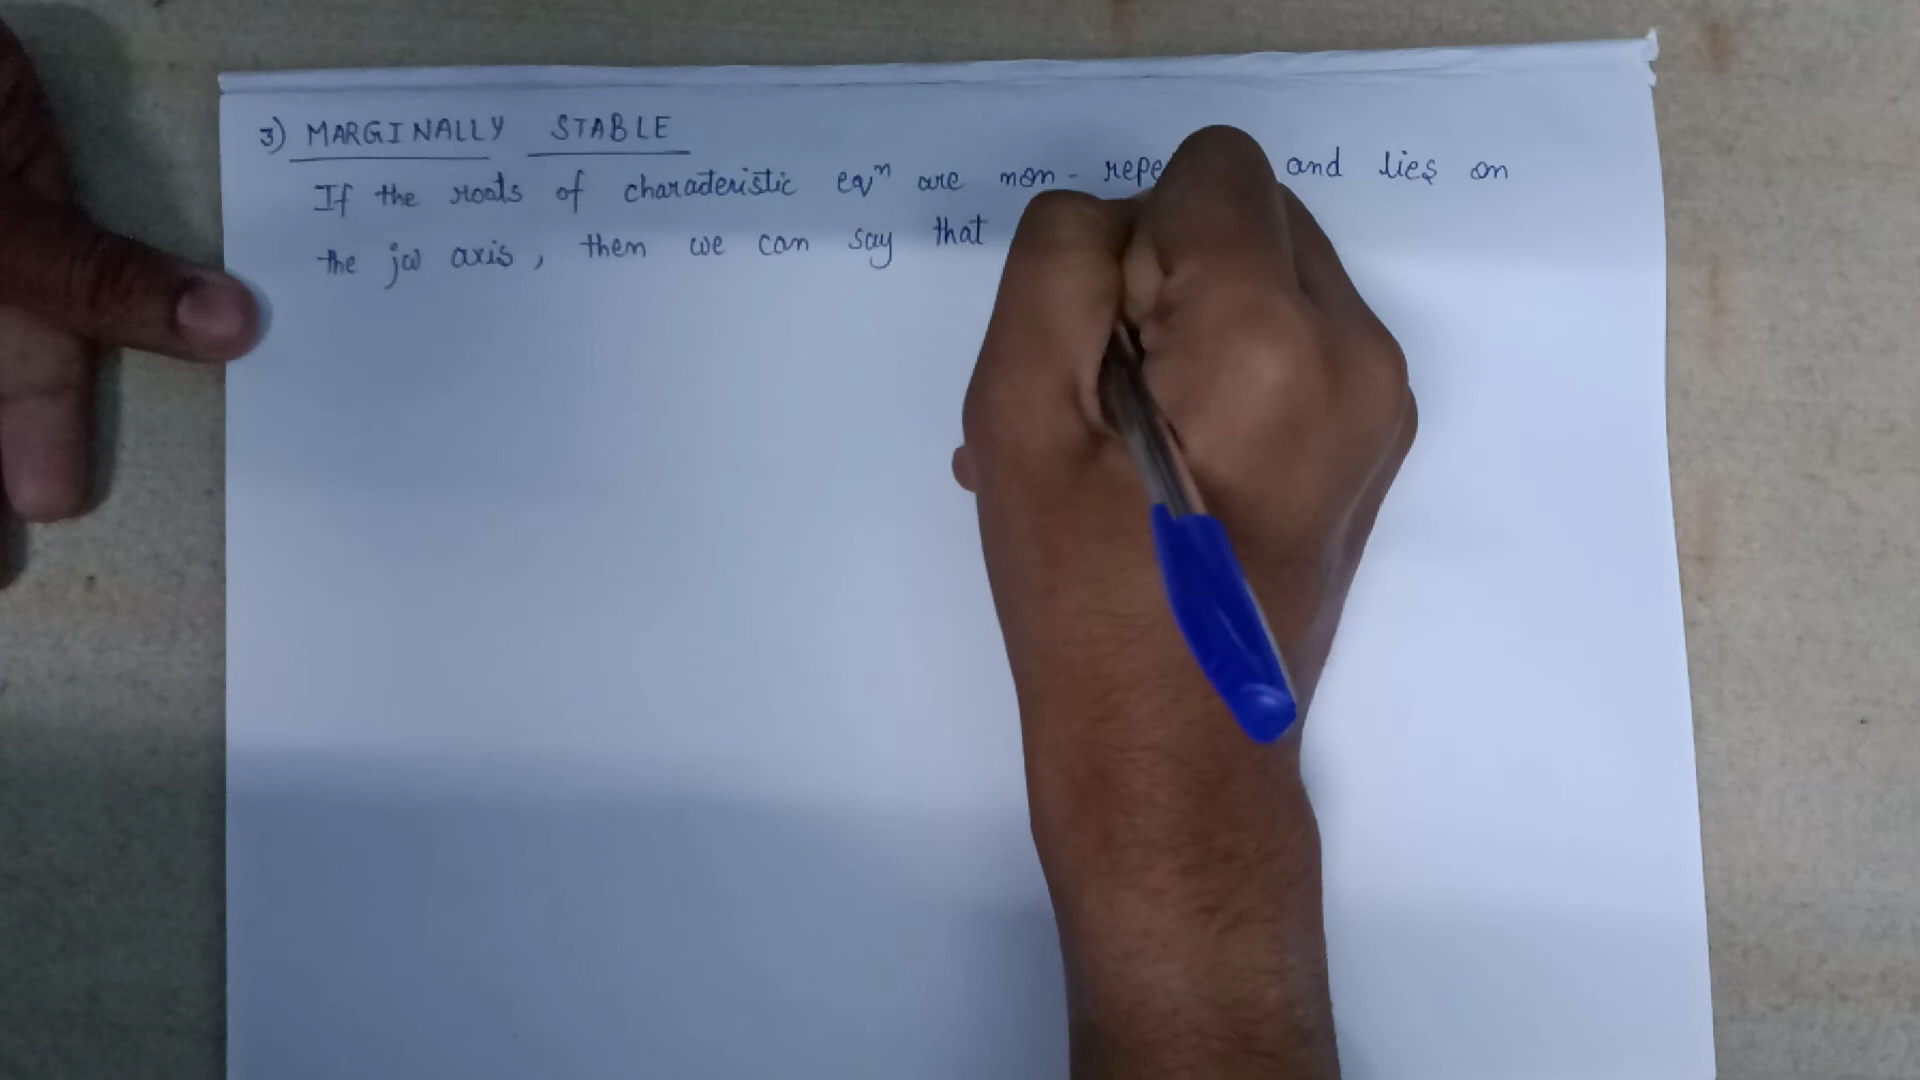 3) MARGINALLY STABLE
If the roots of characteristic eqⁿ are non- and lies on
the jω axis, then we can say that